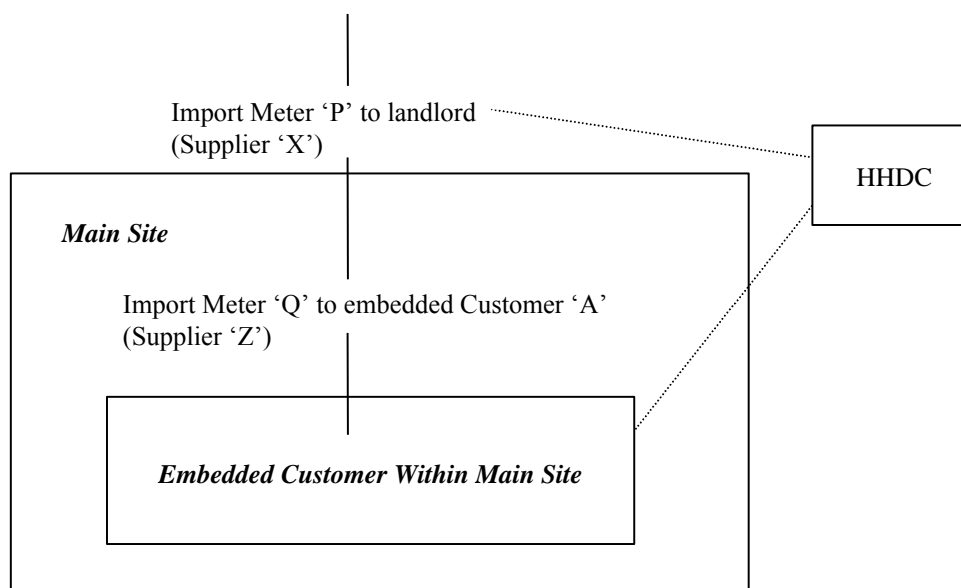 Import Meter ‘P’ to landlord
(Supplier ‘X’)
HHDC
Main Site
Import Meter ‘Q’ to embedded Customer ‘A’
(Supplier ‘Z’)
Embedded Customer Within Main Site